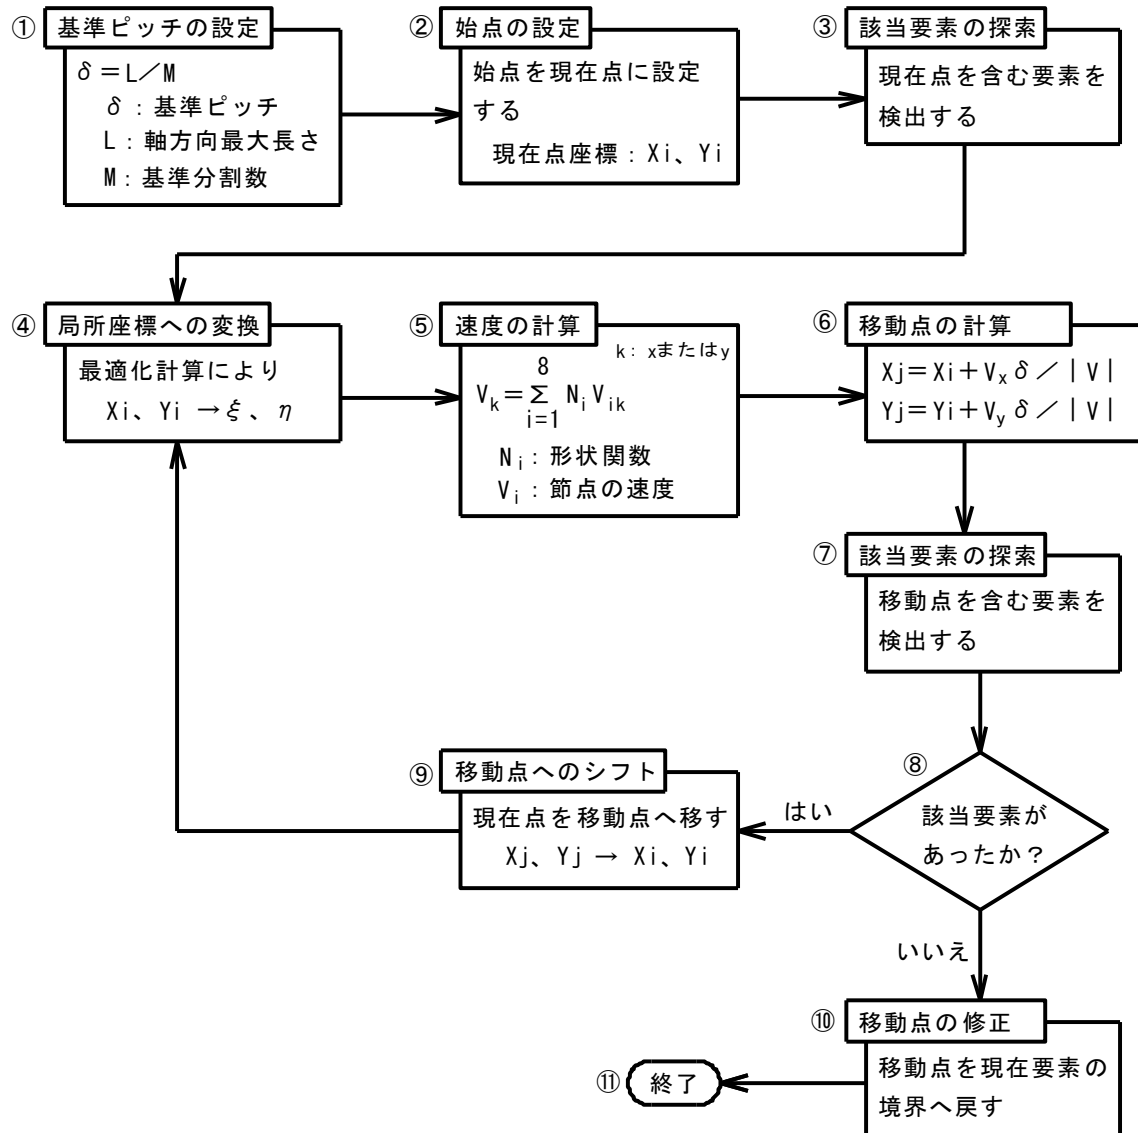 ① 基準ピッチの設定
δ=L/M
δ:基準ピッチ
L:軸方向最大長さ
M:基準分割数
② 始点の設定
始点を現在点に設定
する
現在点座標:Xi、Yi
③ 該当要素の探索
現在点を含む要素を
検出する
④ 局所座標への変換
最適化計算により
Xi、Yi →ξ、η
⑤ 速度の計算
k:xまたはy
V_k=Σ_{i=1}^{8} N_i V_{ik}
N_i:形状関数
V_i:節点の速度
⑥ 移動点の計算
Xj=Xi+V_x δ/|V|
Yj=Yi+V_y δ/|V|
⑦ 該当要素の探索
移動点を含む要素を
検出する
⑧
該当要素が
あったか?
はい
いいえ
⑨ 移動点へのシフト
現在点を移動点へ移す
Xj、Yj → Xi、Yi
⑩ 移動点の修正
移動点を現在要素の
境界へ戻す
⑪ 終了